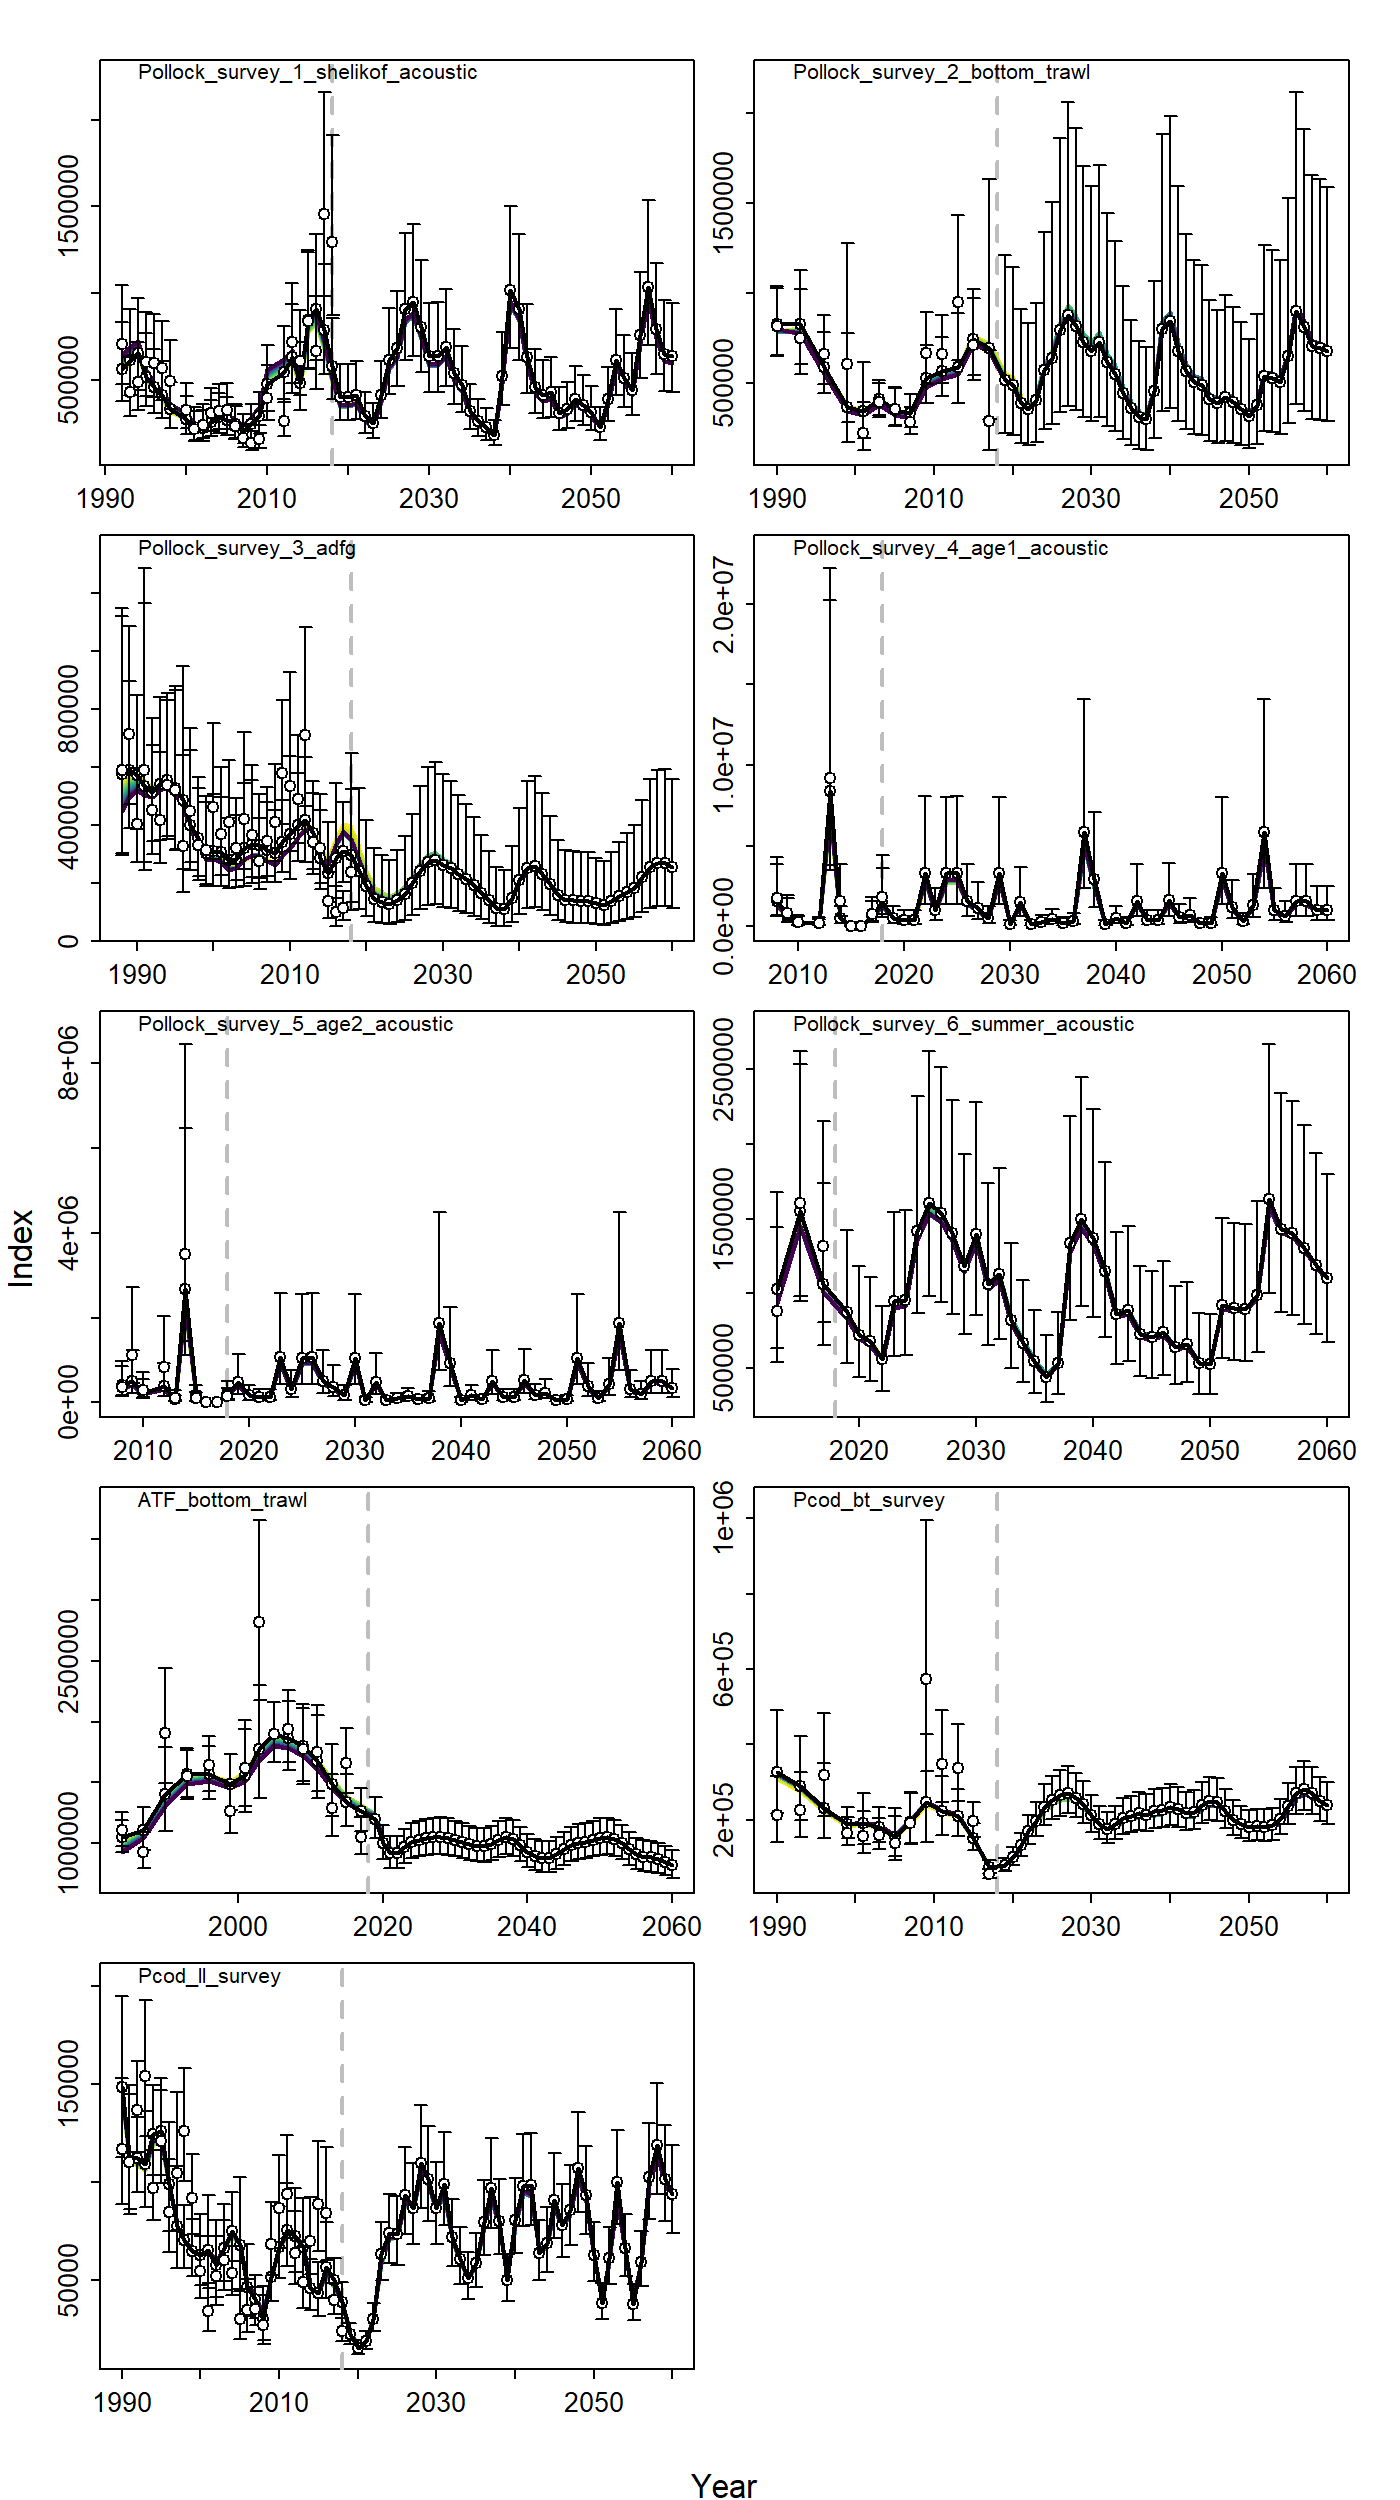 Pollock_survey_1_shelikof_acoustic
500000 1500000
1990 2010 2030 2050
Pollock_survey_2_bottom_trawl
500000 1500000
1990 2010 2030 2050
Pollock_survey_3_adfg
0 400000 800000
1990 2010 2030 2050
Pollock_survey_4_age1_acoustic
0.0e+00 1.0e+07 2.0e+07
2010 2020 2030 2040 2050 2060
Pollock_survey_5_age2_acoustic
0e+00 4e+06 8e+06
2010 2020 2030 2040 2050 2060
Pollock_survey_6_summer_acoustic
500000 1500000 2500000
2020 2030 2040 2050 2060
Index
ATF_bottom_trawl
1000000 2500000
2000 2020 2040 2060
Pcod_bt_survey
2e+05 6e+05 1e+06
1990 2010 2030 2050
Pcod_ll_survey
50000 150000
1990 2010 2030 2050
Year